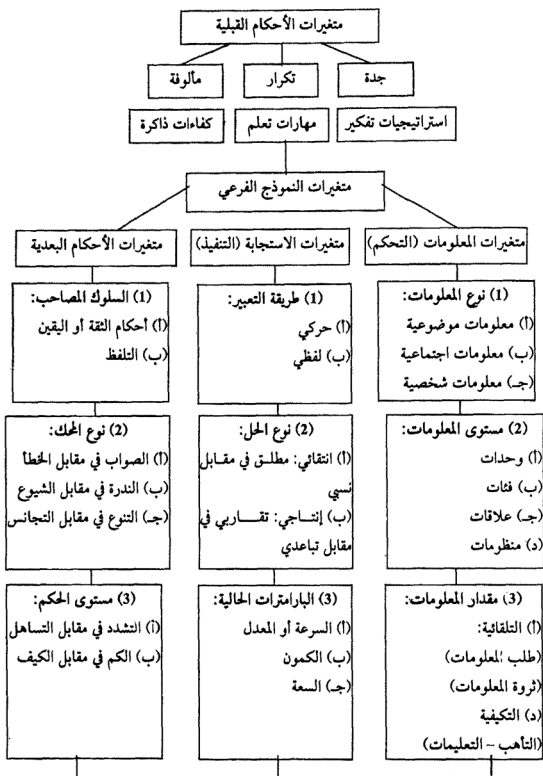 متغيرات الأحكام القبلية
جدة
تكرار
مألوفة
استراتيجيات تفكير
مهارات تعلم
كفاءات ذاكرة
متغيرات النموذج الفرعي
متغيرات المعلومات (التحكم)
متغيرات الاستجابة (التنفيذ)
متغيرات الأحكام البعدية
(1) نوع المعلومات:
(أ) معلومات موضوعية
(ب) معلومات اجتماعية
(جـ) معلومات شخصية
(1) طريقة التعبير:
(أ) حركي
(ب) لفظي
(1) السلوك المصاحب:
(أ) أحكام الثقة أو اليقين
(ب) التلفظ
(2) مستوى المعلومات:
(أ) وحدات
(ب) فئات
(جـ) علاقات
(د) منظومات
(2) نوع الحل:
(أ) انتقائي: مطلق في مقابل
نسبي
(ب) إنتاجي: تقاربي في
مقابل تباعدي
(2) نوع المحك:
(أ) الصواب في مقابل الخطأ
(ب) الندرة في مقابل الشيوع
(جـ) التنوع في مقابل التجانس
(3) مقدار المعلومات:
(أ) التلقائية:
(طلب المعلومات)
(ثروة المعلومات)
(د) التكيفية
(التأهب – التعليمات)
(3) البارامترات الحالية:
(أ) السرعة أو المعدل
(ب) الكمون
(جـ) السعة
(3) مستوى الحكم:
(أ) التشدد في مقابل التساهل
(ب) الكم في مقابل الكيف